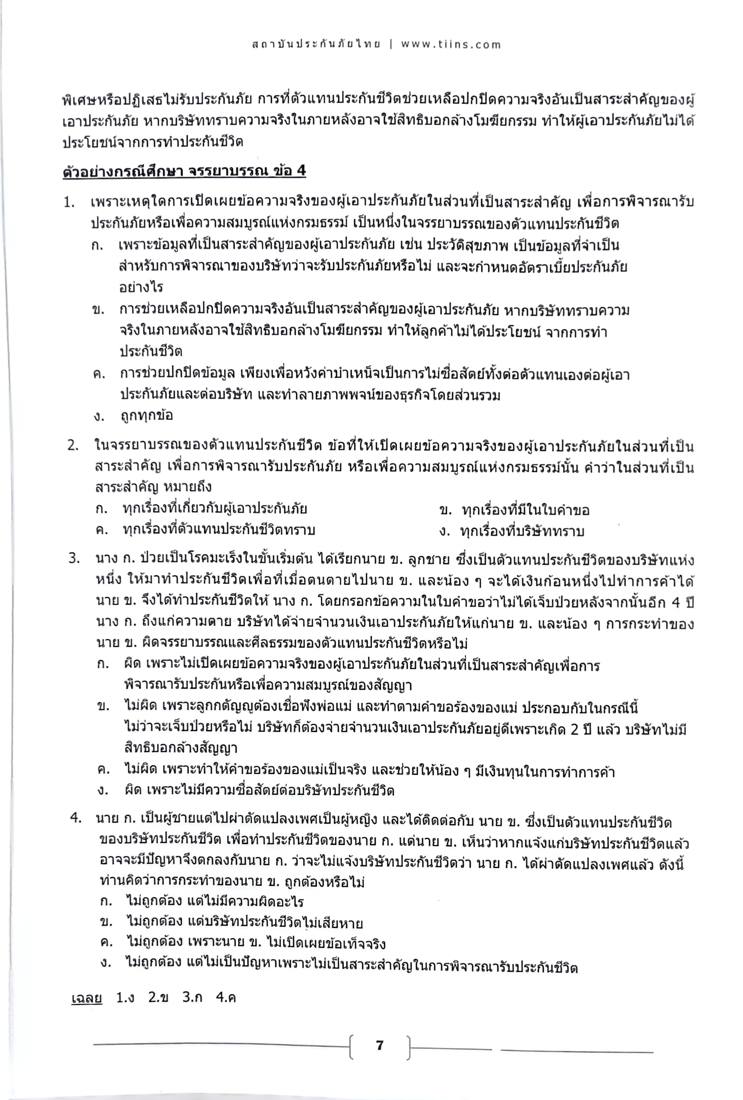 สถาบันประกันภัยไทย | www.tiins.com
พิเศษหรือปฏิเสธไม่รับประกันภัย การที่ตัวแทนประกันชีวิตช่วยเหลือปกปิดความจริงอันเป็นสาระสำคัญของผู้
เอาประกันภัย หากบริษัททราบความจริงในภายหลังอาจใช้สิทธิบอกล้างโมฆียกรรม ทำให้ผู้เอาประกันภัยไม่ได้
ประโยชน์จากการทำประกันชีวิต
ตัวอย่างกรณีศึกษา จรรยาบรรณ ข้อ 4
1. เพราะเหตุใดการเปิดเผยข้อความจริงของผู้เอาประกันภัยในส่วนที่เป็นสาระสำคัญ เพื่อการพิจารณารับ
ประกันภัยหรือเพื่อความสมบูรณ์แห่งกรมธรรม์ เป็นหนึ่งในจรรยาบรรณของตัวแทนประกันชีวิต
ก. เพราะข้อมูลที่เป็นสาระสำคัญของผู้เอาประกันภัย เช่น ประวัติสุขภาพ เป็นข้อมูลที่จำเป็น
สำหรับการพิจารณาของบริษัทว่าจะรับประกันภัยหรือไม่ และจะกำหนดอัตราเบี้ยประกันภัย
อย่างไร
ข. การช่วยเหลือปกปิดความจริงอันเป็นสาระสำคัญของผู้เอาประกันภัย หากบริษัททราบความ
จริงในภายหลังอาจใช้สิทธิบอกล้างโมฆียกรรม ทำให้ลูกค้าไม่ได้ประโยชน์ จากการทำ
ประกันชีวิต
ค. การช่วยปกปิดข้อมูล เพียงเพื่อหวังค่าบำเหน็จเป็นการไม่ซื่อสัตย์ทั้งต่อตัวแทนเองต่อผู้เอา
ประกันภัยและต่อบริษัท และทำลายภาพพจน์ของธุรกิจโดยส่วนรวม
ง. ถูกทุกข้อ
2. ในจรรยาบรรณของตัวแทนประกันชีวิต ข้อที่ให้เปิดเผยข้อความจริงของผู้เอาประกันภัยในส่วนที่เป็น
สาระสำคัญ เพื่อการพิจารณารับประกันภัย หรือเพื่อความสมบูรณ์แห่งกรมธรรม์นั้น คำว่าในส่วนที่เป็น
สาระสำคัญ หมายถึง
ก. ทุกเรื่องที่เกี่ยวกับผู้เอาประกันภัย ข. ทุกเรื่องที่มีในใบคำขอ
ค. ทุกเรื่องที่ตัวแทนประกันชีวิตทราบ ง. ทุกเรื่องที่บริษัททราบ
3. นาง ก. ป่วยเป็นโรคมะเร็งในขั้นเริ่มต้น ได้เรียกนาย ข. ลูกชาย ซึ่งเป็นตัวแทนประกันชีวิตของบริษัทแห่ง
หนึ่ง ให้มาทำประกันชีวิตเพื่อที่เมื่อตนตายไปนาย ข. และน้อง ๆ จะได้เงินก้อนหนึ่งไปทำการค้าได้
นาย ข. จึงได้ทำประกันชีวิตให้ นาง ก. โดยกรอกข้อความในใบคำขอว่าไม่ได้เจ็บป่วยหลังจากนั้นอีก 4 ปี
นาง ก. ถึงแก่ความตาย บริษัทได้จ่ายจำนวนเงินเอาประกันภัยให้แก่นาย ข. และน้อง ๆ การกระทำของ
นาย ข. ผิดจรรยาบรรณและศีลธรรมของตัวแทนประกันชีวิตหรือไม่
ก. ผิด เพราะไม่เปิดเผยข้อความจริงของผู้เอาประกันภัยในส่วนที่เป็นสาระสำคัญเพื่อการ
พิจารณารับประกันหรือเพื่อความสมบูรณ์ของสัญญา
ข. ไม่ผิด เพราะลูกกตัญญูต้องเชื่อฟังพ่อแม่ และทำตามคำขอร้องของแม่ ประกอบกับในกรณีนี้
ไม่ว่าจะเจ็บป่วยหรือไม่ บริษัทก็ต้องจ่ายจำนวนเงินเอาประกันภัยอยู่ดีเพราะเกิด 2 ปี แล้ว บริษัทไม่มี
สิทธิบอกล้างสัญญา
ค. ไม่ผิด เพราะทำให้คำขอร้องของแม่เป็นจริง และช่วยให้น้อง ๆ มีเงินทุนในการทำการค้า
ง. ผิด เพราะไม่มีความซื่อสัตย์ต่อบริษัทประกันชีวิต
4. นาย ก. เป็นผู้ชายแต่ไปผ่าตัดแปลงเพศเป็นผู้หญิง และได้ติดต่อกับ นาย ข. ซึ่งเป็นตัวแทนประกันชีวิต
ของบริษัทประกันชีวิต เพื่อทำประกันชีวิตของนาย ก. แต่นาย ข. เห็นว่าหากแจ้งแก่บริษัทประกันชีวิตแล้ว
อาจจะมีปัญหาจึงตกลงกับนาย ก. ว่าจะไม่แจ้งบริษัทประกันชีวิตว่า นาย ก. ได้ผ่าตัดแปลงเพศแล้ว ดังนี้
ท่านคิดว่าการกระทำของนาย ข. ถูกต้องหรือไม่
ก. ไม่ถูกต้อง แต่ไม่มีความผิดอะไร
ข. ไม่ถูกต้อง แต่บริษัทประกันชีวิตไม่เสียหาย
ค. ไม่ถูกต้อง เพราะนาย ข. ไม่เปิดเผยข้อเท็จจริง
ง. ไม่ถูกต้อง แต่ไม่เป็นปัญหาเพราะไม่เป็นสาระสำคัญในการพิจารณารับประกันชีวิต
เฉลย 1.ง 2.ข 3.ก 4.ค
7